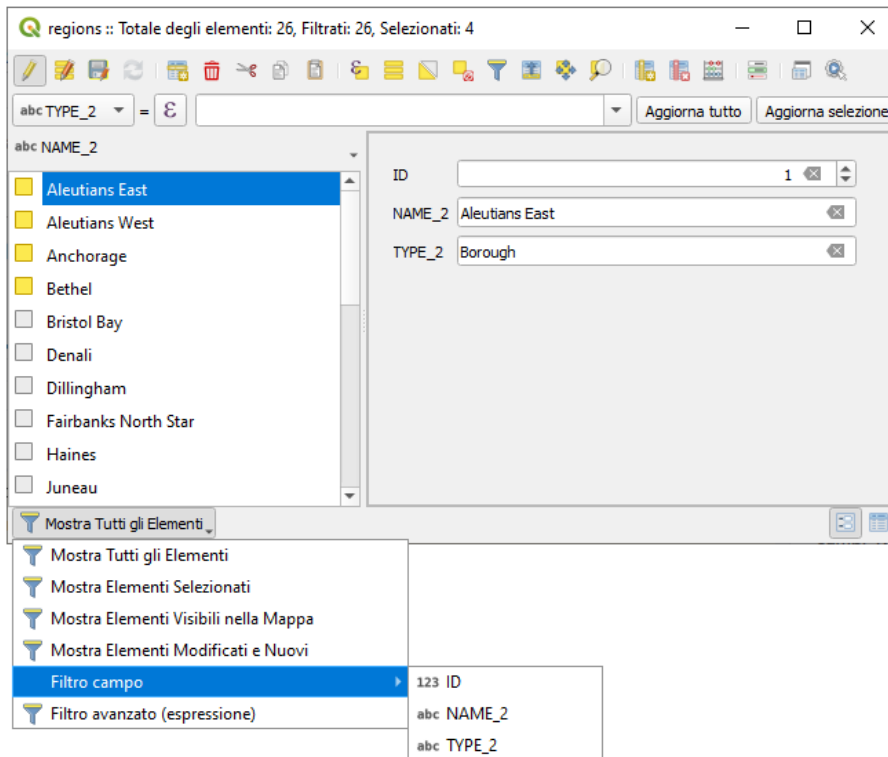 regions :: Totale degli elementi: 26, Filtrati: 26, Selezionati: 4
abc TYPE_2 = ε Aggiorna tutto Aggiorna selezione
abc NAME_2
Aleutians East
Aleutians West
Anchorage
Bethel
Bristol Bay
Denali
Dillingham
Fairbanks North Star
Haines
Juneau
ID 1
NAME_2 Aleutians East
TYPE_2 Borough
Mostra Tutti gli Elementi
Mostra Tutti gli Elementi
Mostra Elementi Selezionati
Mostra Elementi Visibili nella Mappa
Mostra Elementi Modificati e Nuovi
Filtro campo
Filtro avanzato (espressione)
123 ID
abc NAME_2
abc TYPE_2